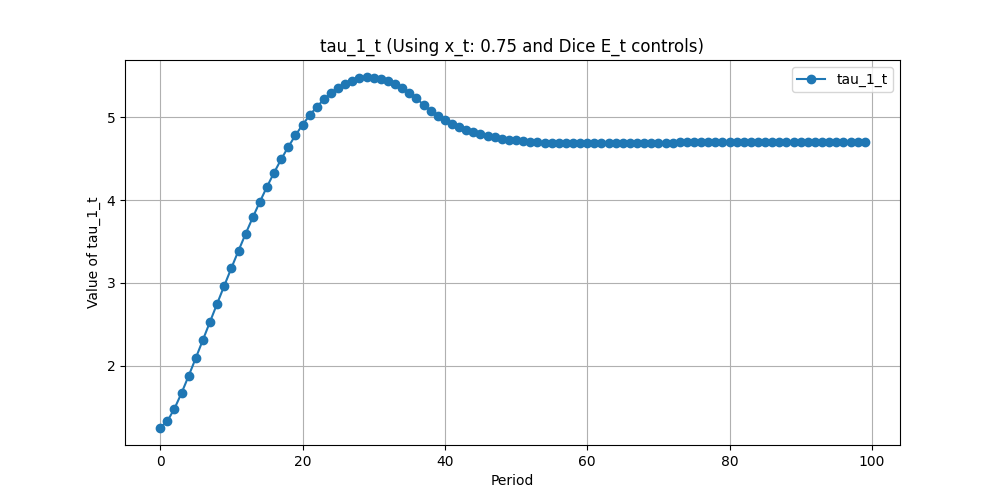 tau_1_t (Using x_t: 0.75 and Dice E_t controls)
tau_1_t
Value of tau_1_t
5
4
3
2
0 20 40 60 80 100
Period